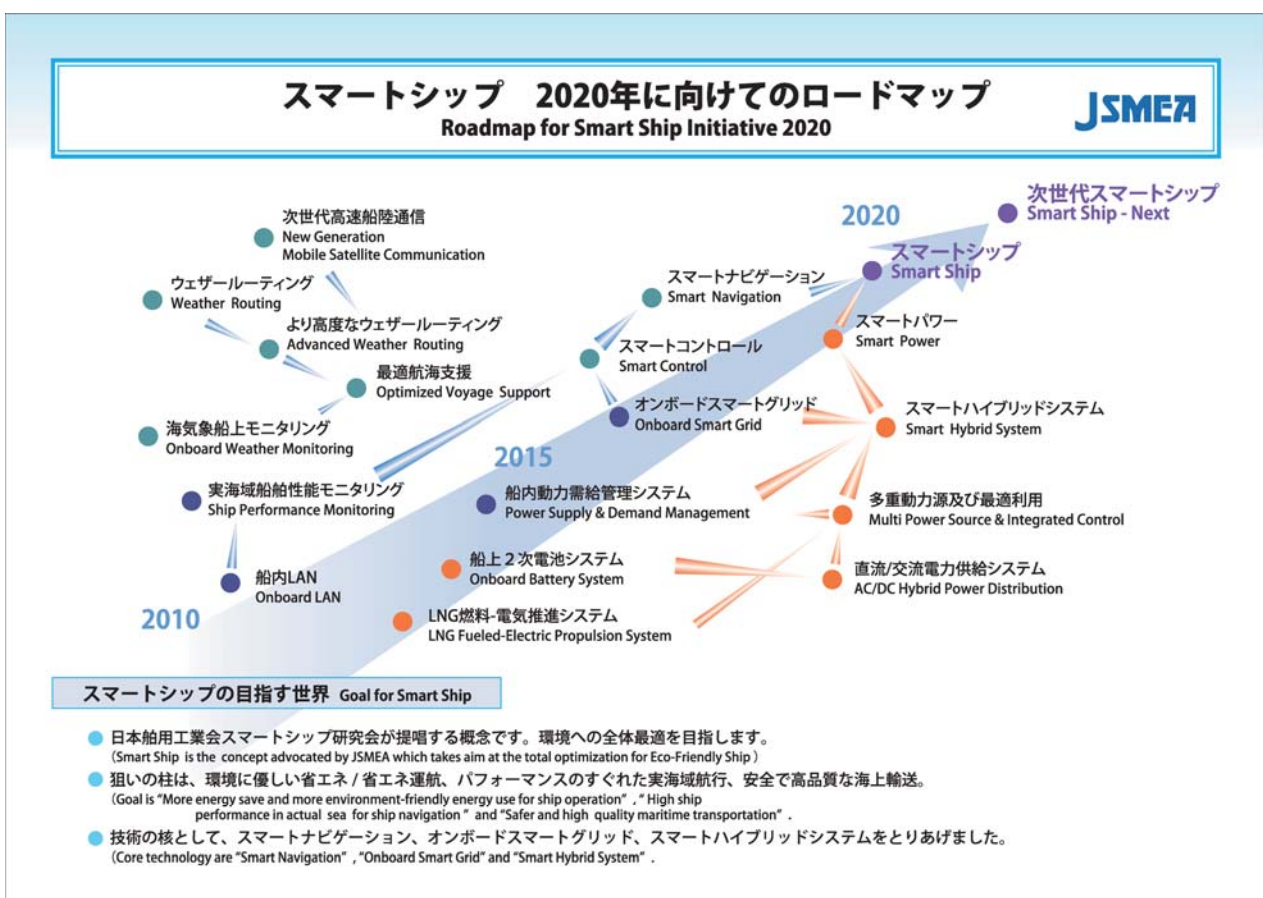 スマートシップ 2020年に向けてのロードマップ
Roadmap for Smart Ship Initiative 2020
JSMEA
次世代スマートシップ
Smart Ship - Next
2020
スマートシップ
Smart Ship
次世代高速船陸通信
New Generation
Mobile Satellite Communication
ウェザールーティング
Weather Routing
より高度なウェザールーティング
Advanced Weather Routing
最適航海支援
Optimized Voyage Support
海気象船上モニタリング
Onboard Weather Monitoring
実海域船舶性能モニタリング
Ship Performance Monitoring
船内LAN
Onboard LAN
2010
スマートナビゲーション
Smart Navigation
スマートコントロール
Smart Control
オンボードスマートグリッド
Onboard Smart Grid
2015
船内動力需給管理システム
Power Supply & Demand Management
船上2次電池システム
Onboard Battery System
LNG燃料-電気推進システム
LNG Fueled-Electric Propulsion System
スマートパワー
Smart Power
スマートハイブリッドシステム
Smart Hybrid System
多重動力源及び最適利用
Multi Power Source & Integrated Control
直流/交流電力供給システム
AC/DC Hybrid Power Distribution
スマートシップの目指す世界 Goal for Smart Ship
日本舶用工業会スマートシップ研究会が提唱する概念です。環境への全体最適を目指します。
(Smart Ship is the concept advocated by JSMEA which takes aim at the total optimization for Eco-Friendly Ship )
狙いの柱は、環境に優しい省エネ / 省エネ運航、パフォーマンスのすぐれた実海域航行、安全で高品質な海上輸送。
(Goal is "More energy save and more environment-friendly energy use for ship operation" , " High ship
performance in actual sea for ship navigation " and "Safer and high quality maritime transportation" .
技術の核として、スマートナビゲーション、オンボードスマートグリッド、スマートハイブリッドシステムをとりあげました。
(Core technology are "Smart Navigation" , "Onboard Smart Grid" and "Smart Hybrid System" .